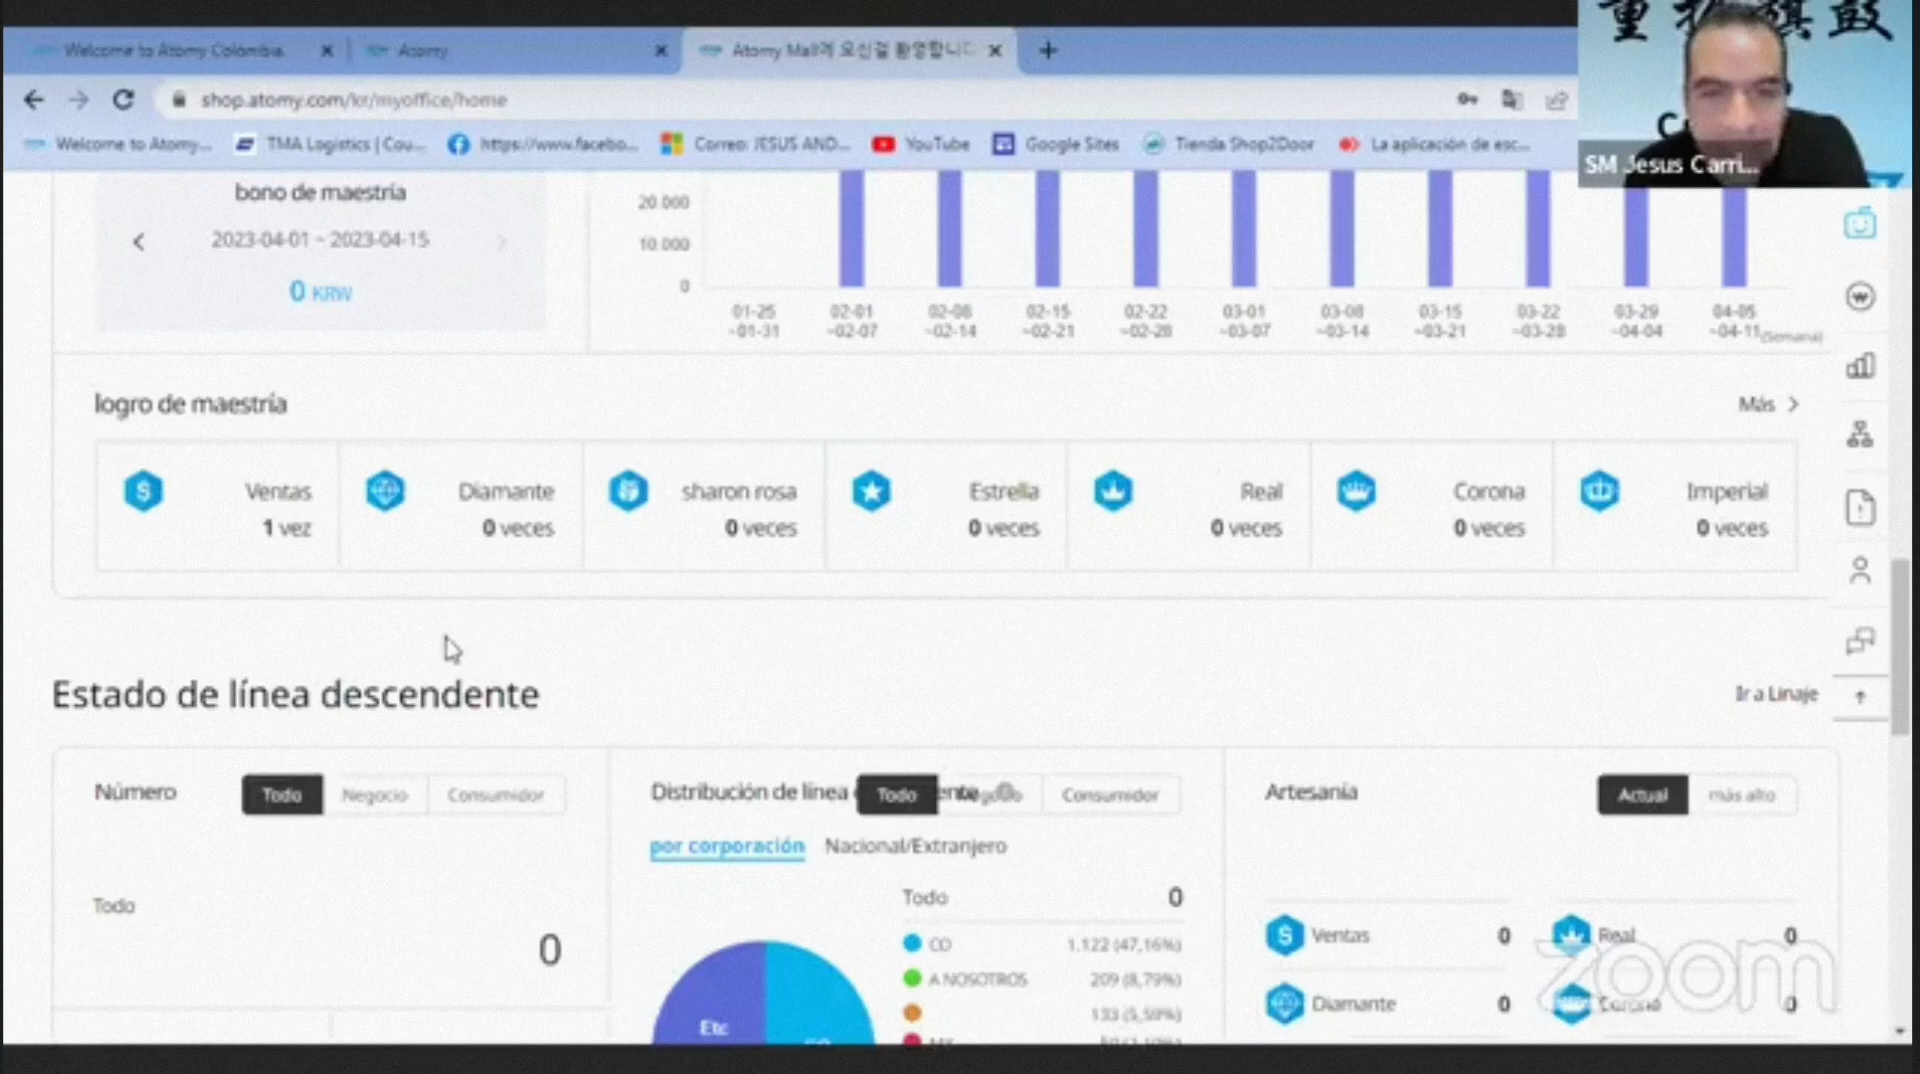 Welcome to Atomy Colombia.
Atomy
Atomy Mall에 오신걸 환영합니다
shop.atomy.com/kr/myoffice/home
Welcome to Atomy...
TMA Logistics | Cou...
https://www.facebo...
Correo: JESUS AND...
YouTube
Google Sites
Tienda Shop2Door
La aplicación de esc...
SM Jesus Carri...
bono de maestría
2023-04-01 ~ 2023-04-15
0 KRW
20.000
10.000
0
01-25 ~01-31
02-01 ~02-07
02-08 ~02-14
02-15 ~02-21
02-22 ~02-28
03-01 ~03-07
03-08 ~03-14
03-15 ~03-21
03-22 ~03-28
03-29 ~04-04
04-05 ~04-11
(Semana)
logro de maestría
Más >
Ventas 1 vez
Diamante 0 veces
sharon rosa 0 veces
Estrella 0 veces
Real 0 veces
Corona 0 veces
Imperial 0 veces
Estado de línea descendente
Ir a Linaje
Número
Todo Negocio Consumidor
Todo
0
Distribución de línea
Todo
Consumidor
por corporación Nacional/Extranjero
Todo 0
CO 1.122 (47,16%)
A NOSOTROS 209 (8,79%)
133 (5,59%)
MX
Etc
Artesanía
Actual más alto
Ventas 0
Real 0
Diamante 0
Corona 0
zoom